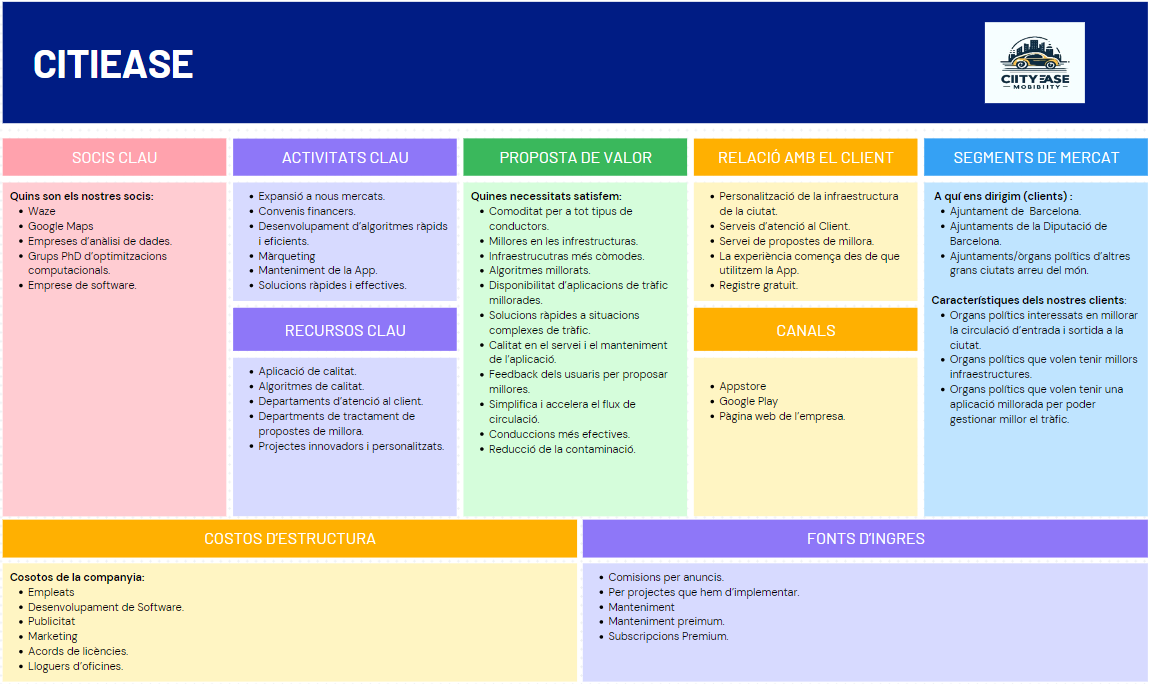 CITIEASE
CIITYEASE
MOBIBIITY
SOCIS CLAU
Quins son els nostres socis:
Waze
Google Maps
Empreses d'anàlisi de dades.
Grups PhD d'optimitzacions
computacionals.
Emprese de software.
ACTIVITATS CLAU
Expansió a nous mercats.
Convenis financers.
Desenvolupament d'algoritmes ràpids
i eficients.
Màrqueting
Manteniment de la App.
Solucions ràpides i effectives.
RECURSOS CLAU
Aplicació de calitat.
Algoritmes de calitat.
Departaments d'atenció al client.
Departments de tractament de
propostes de millora.
Projectes innovadors i personalitzats.
PROPOSTA DE VALOR
Quines necessitats satisfem:
Comoditat per a tot tipus de
conductors.
Millores en les infrestructures.
Infraestrucutras més còmodes.
Algoritmes millorats.
Disponibilitat d'aplicacions de tràfic
millorades.
Solucions ràpides a situacions
complexes de tràfic.
Calitat en el servei i el manteniment
de l'aplicació.
Feedback dels usuaris per proposar
millores.
Simplifica i accelera el flux de
circulació.
Conduccions més efectives.
Reducció de la contaminació.
RELACIÓ AMB EL CLIENT
Personalització de la infraestructura
de la ciutat.
Serveis d'atenció al Client.
Servei de propostes de millora.
La experiència comença des de que
utilitzem la App.
Registre gratuit.
CANALS
Appstore
Google Play
Pàgina web de l'empresa.
SEGMENTS DE MERCAT
A quí ens dirigim (clients) :
Ajuntament de Barcelona.
Ajuntaments de la Diputació de
Barcelona.
Ajuntaments/òrgans polítics d'altres
grans ciutats arreu del món.
Característiques dels nostres clients:
Organs polítics interessats en millorar
la circulació d'entrada i sortida a la
ciutat.
Organs polítics que volen tenir millors
infraestructures.
Organs polítics que volen tenir una
aplicació millorada per poder
gestionar millor el tràfic.
COSTOS D'ESTRUCTURA
Cosotos de la companyia:
Empleats
Desenvolupament de Software.
Publicitat
Marketing
Acords de licències.
Lloguers d'oficines.
FONTS D'INGRES
Comisions per anuncis.
Per projectes que hem d'implementar.
Manteniment
Manteniment preimum.
Subscripcions Premium.